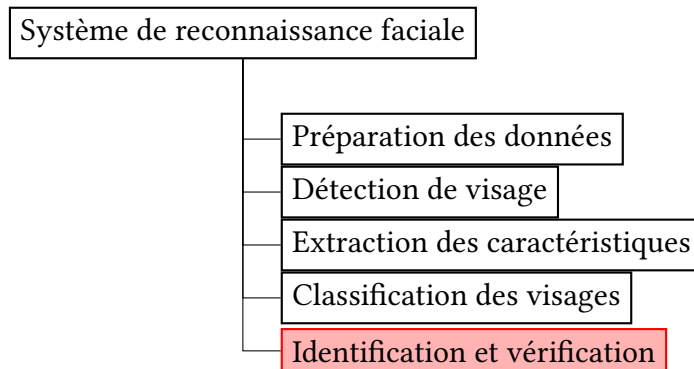 Système de reconnaissance faciale
Préparation des données
Détection de visage
Extraction des caractéristiques
Classification des visages
Identification et vérification